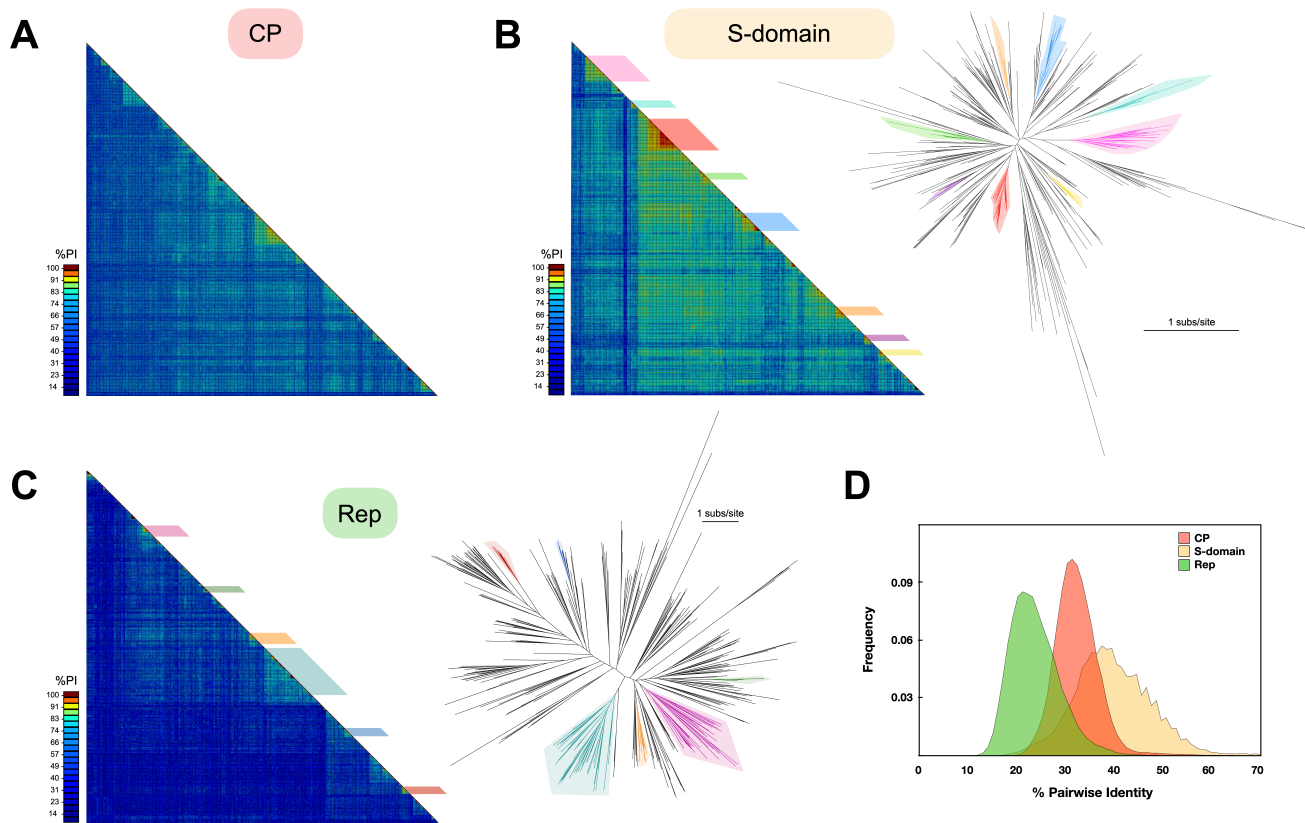 A
CP
%PI
100
91
83
74
66
57
49
40
31
23
14
B
S-domain
%PI
100
91
83
74
66
57
49
40
31
23
14
1 subs/site
C
Rep
%PI
100
91
83
74
66
57
49
40
31
23
14
1 subs/site
D
CP
S-domain
Rep
Frequency
0.09
0.06
0.03
0 10 20 30 40 50 60 70
% Pairwise Identity